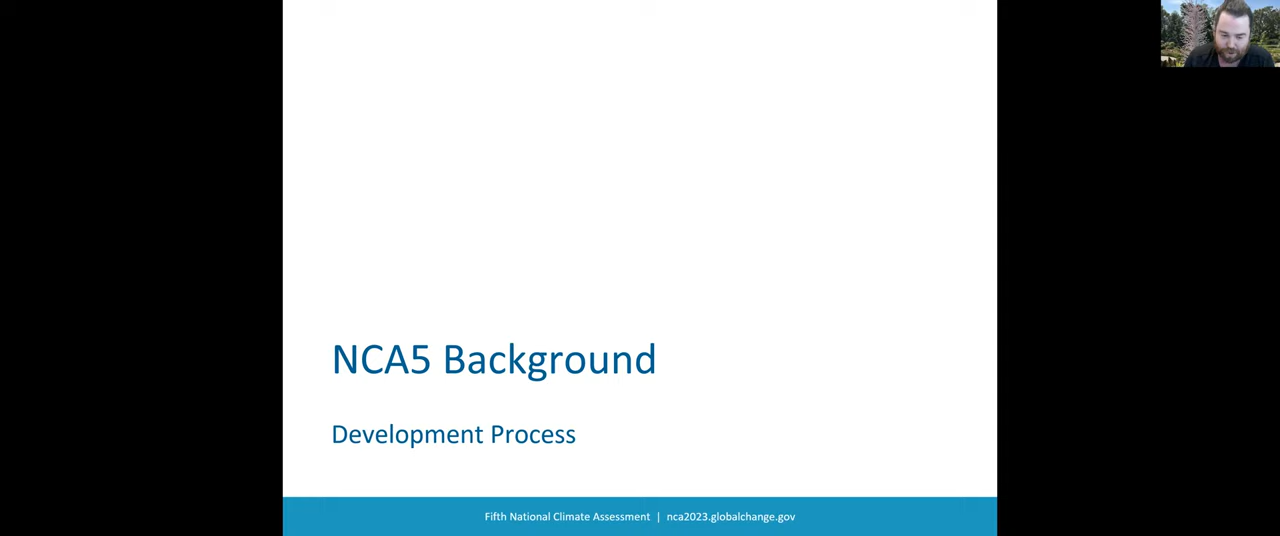 NCA5 Background
Development Process
Fifth National Climate Assessment | nca2023.globalchange.gov